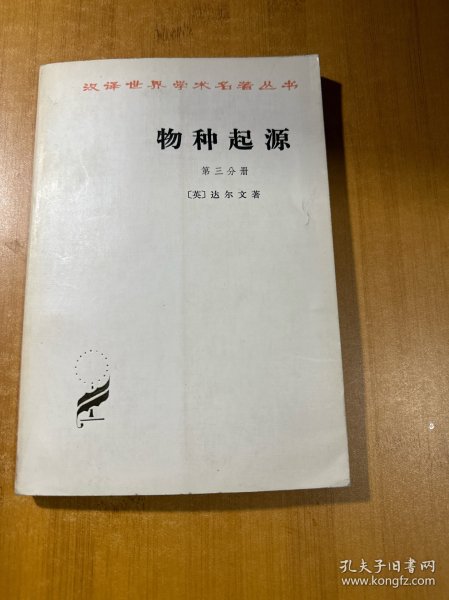 汉译世界学术名著丛书
物种起源
第三分册
〔英〕达尔文著
孔夫子旧书网
www.kongfz.com